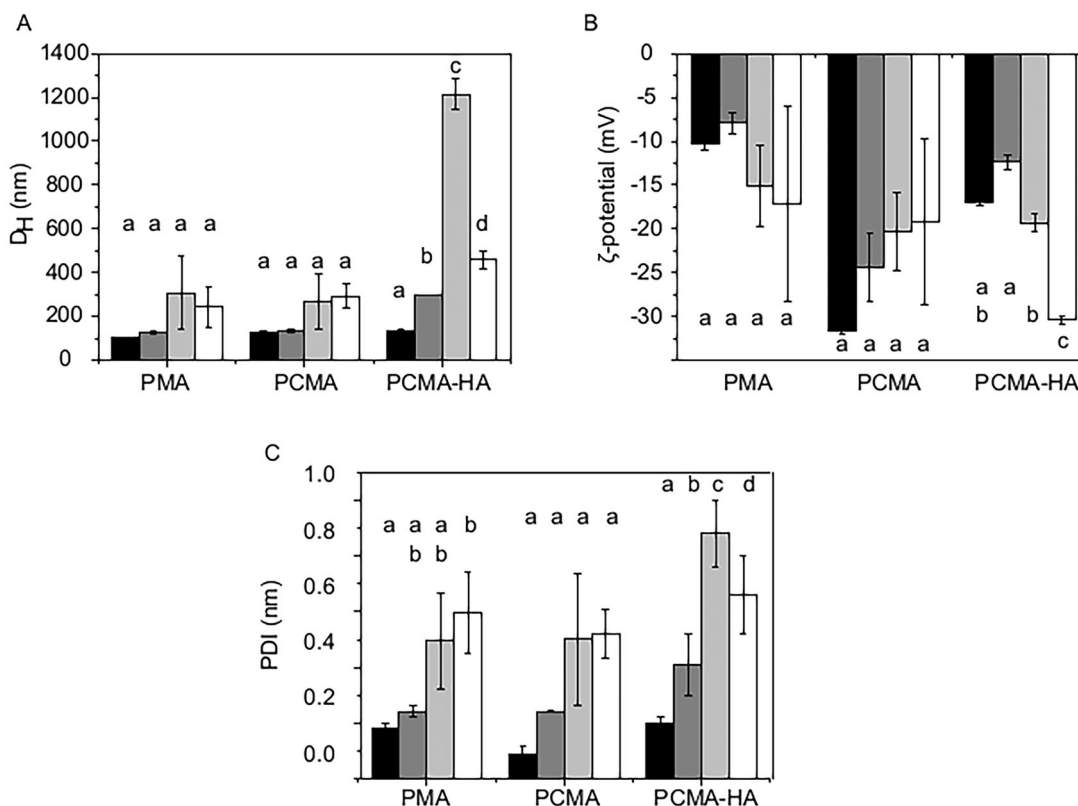 A
D_H (nm)
1400
1200
1000
800
600
400
200
0
a a a a
a a a a
a b c d
PMA PCMA PCMA-HA
B
ζ-potential (mV)
0
-5
-10
-15
-20
-25
-30
a a a a
a a a a
a a
b b
c
PMA PCMA PCMA-HA
C
PDI (nm)
1.0
0.8
0.6
0.4
0.2
0.0
a a a b
b b
a a a a
a b c d
PMA PCMA PCMA-HA